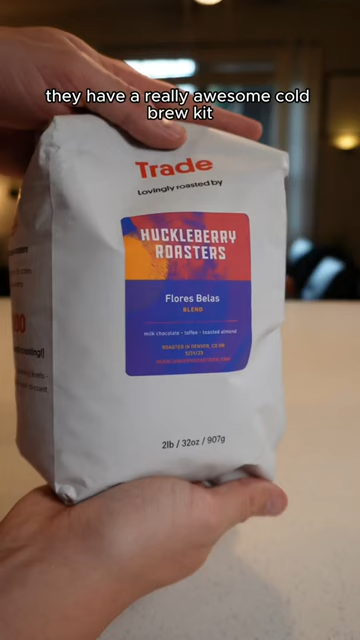 they have a really awesome cold
brew kit
Trade
Lovingly roasted by
HUCKLEBERRY
ROASTERS
Flores Belas
BLEND
milk chocolate - toffee - toasted almond
ROASTED IN DENVER, CO ON
2lb / 32oz / 907g